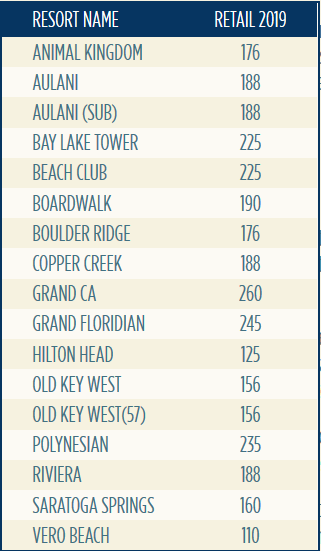 RESORT NAME RETAIL 2019
ANIMAL KINGDOM 176
AULANI 188
AULANI (SUB) 188
BAY LAKE TOWER 225
BEACH CLUB 225
BOARDWALK 190
BOULDER RIDGE 176
COPPER CREEK 188
GRAND CA 260
GRAND FLORIDIAN 245
HILTON HEAD 125
OLD KEY WEST 156
OLD KEY WEST(57) 156
POLYNESIAN 235
RIVIERA 188
SARATOGA SPRINGS 160
VERO BEACH 110